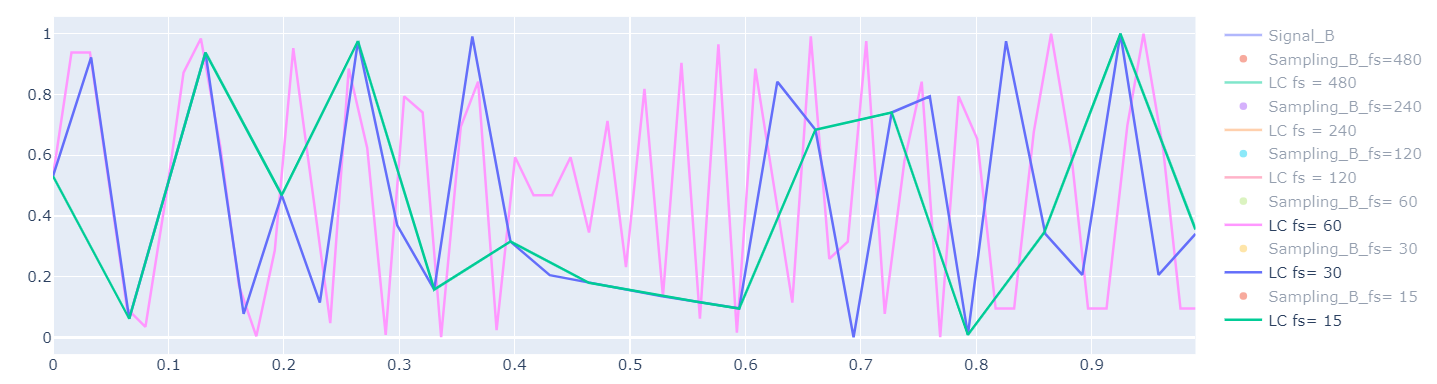 1
0.8
0.6
0.4
0.2
0
0 0.1 0.2 0.3 0.4 0.5 0.6 0.7 0.8 0.9
Signal_B
Sampling_B_fs=480
LC fs = 480
Sampling_B_fs=240
LC fs = 240
Sampling_B_fs=120
LC fs = 120
Sampling_B_fs= 60
LC fs= 60
Sampling_B_fs= 30
LC fs= 30
Sampling_B_fs= 15
LC fs= 15